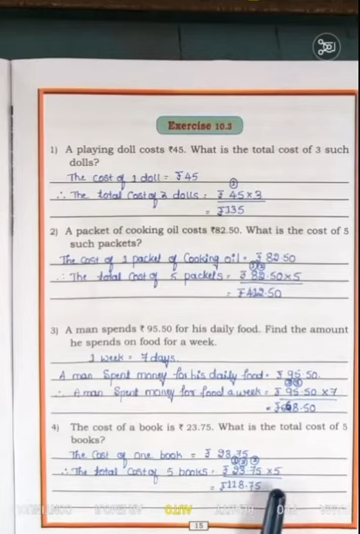 Exercise 10.3
1) A playing doll costs ₹45. What is the total cost of 3 such
dolls?
The cost of 1 doll = ₹45
∴ The total cost of 3 dolls = ₹ 45×3
= ₹135
2) A packet of cooking oil costs ₹82.50. What is the cost of 5
such packets?
The cost of 1 packet of cooking oil = ₹ 82.50
∴ The total cost of 5 packets = ₹ 82.50×5
= ₹412.50
3) A man spends ₹ 95.50 for his daily food. Find the amount
he spends on food for a week.
1 week = 7 days.
A man Spent money for his daily food = ₹ 95.50.
∴ A man Spent money for food a week = ₹ 95.50 ×7
= ₹668.50
4) The cost of a book is ₹ 23.75. What is the total cost of 5
books?
The cost of one book = ₹ 23.75
∴ The total cost of 5 books = ₹ 23.75 ×5
= ₹118.75
15